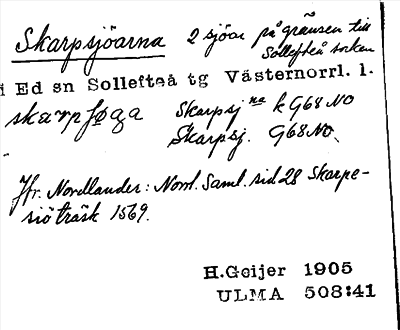 Skarpsjöarna 2 sjöar på gränsen till
Sollefteå socken
i Ed sn Sollefteå tg Västernorrl. l.
Skarpsj na k G68 NO
Skarpsj. G68 NO.
Jfr. Nordlander: Norrl. Saml. sid 28 Skarpe-
siö träsk 1569.
H.Geijer 1905
ULMA 508:41